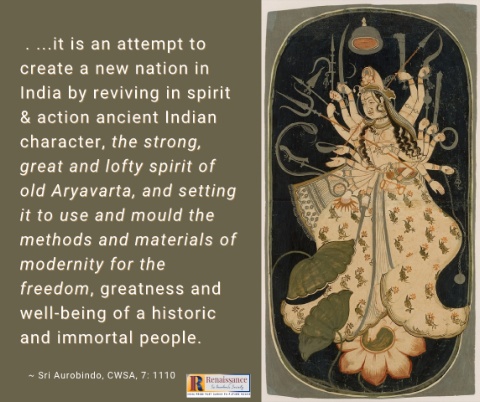 . ...it is an attempt to
create a new nation in
India by reviving in spirit
& action ancient Indian
character, the strong,
great and lofty spirit of
old Aryavarta, and setting
it to use and mould the
methods and materials of
modernity for the
freedom, greatness and
well-being of a historic
and immortal people.
~ Sri Aurobindo, CWSA, 7: 1110
Renaissance